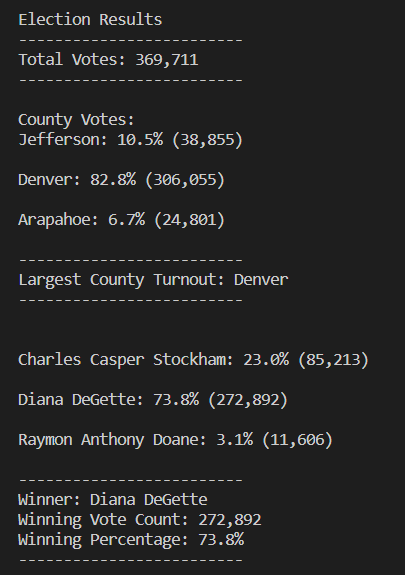 Election Results
-------------------------
Total Votes: 369,711
-------------------------
County Votes:
Jefferson: 10.5% (38,855)
Denver: 82.8% (306,055)
Arapahoe: 6.7% (24,801)
-------------------------
Largest County Turnout: Denver
-------------------------
Charles Casper Stockham: 23.0% (85,213)
Diana DeGette: 73.8% (272,892)
Raymon Anthony Doane: 3.1% (11,606)
-------------------------
Winner: Diana DeGette
Winning Vote Count: 272,892
Winning Percentage: 73.8%
-------------------------